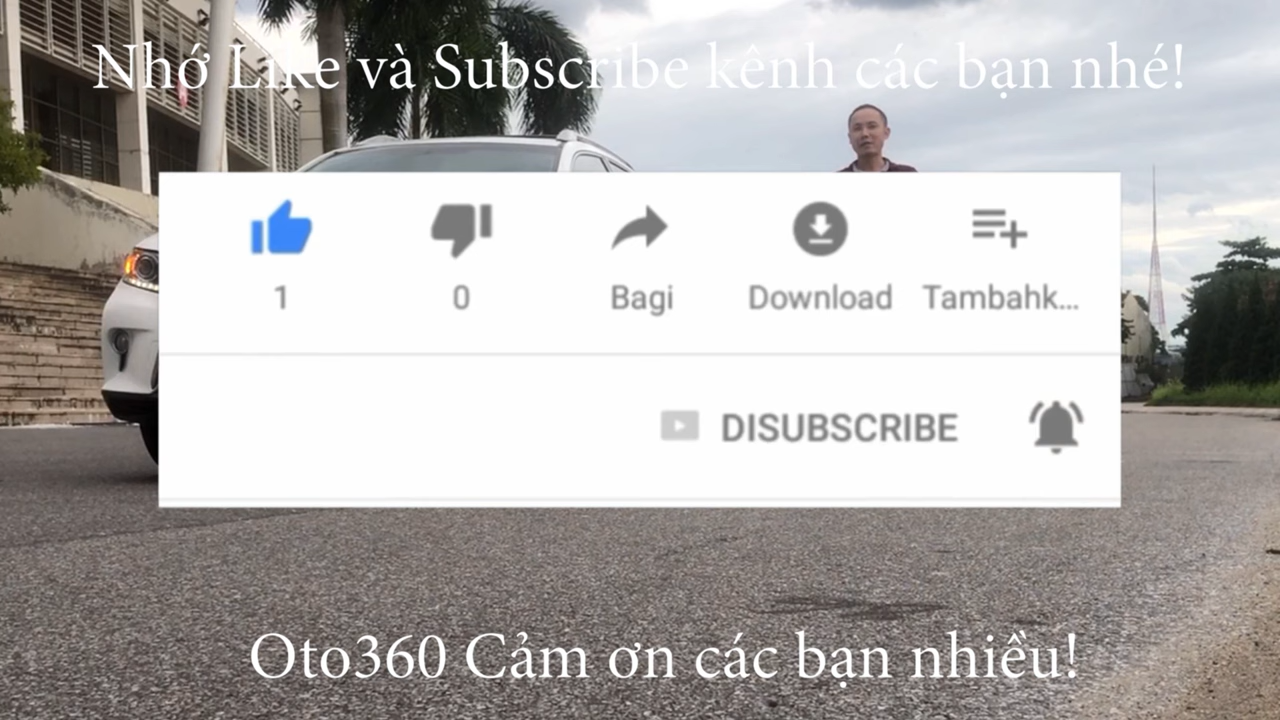 Nhớ Like và Subscribe kênh các bạn nhé!
1 0 Bagi Download Tambahk...
DISUBSCRIBE
Oto360 Cảm ơn các bạn nhiều!